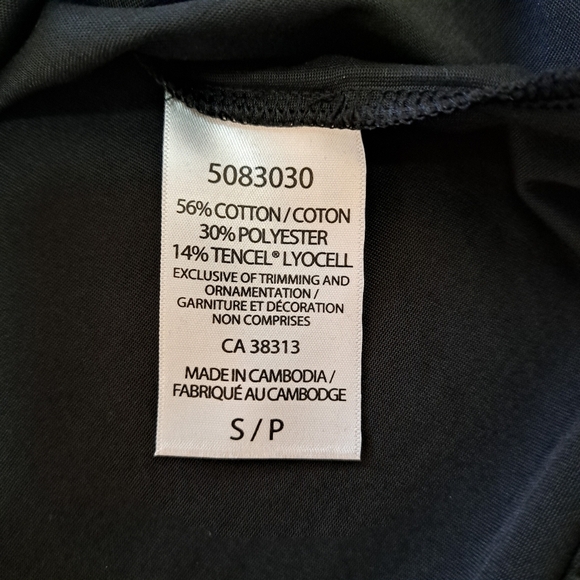 5083030
56% COTTON / COTON
30% POLYESTER
14% TENCEL® LYOCELL
EXCLUSIVE OF TRIMMING AND
ORNAMENTATION /
GARNITURE ET DÉCORATION
NON COMPRISES
CA 38313
MADE IN CAMBODIA /
FABRIQUÉ AU CAMBODGE
S / P